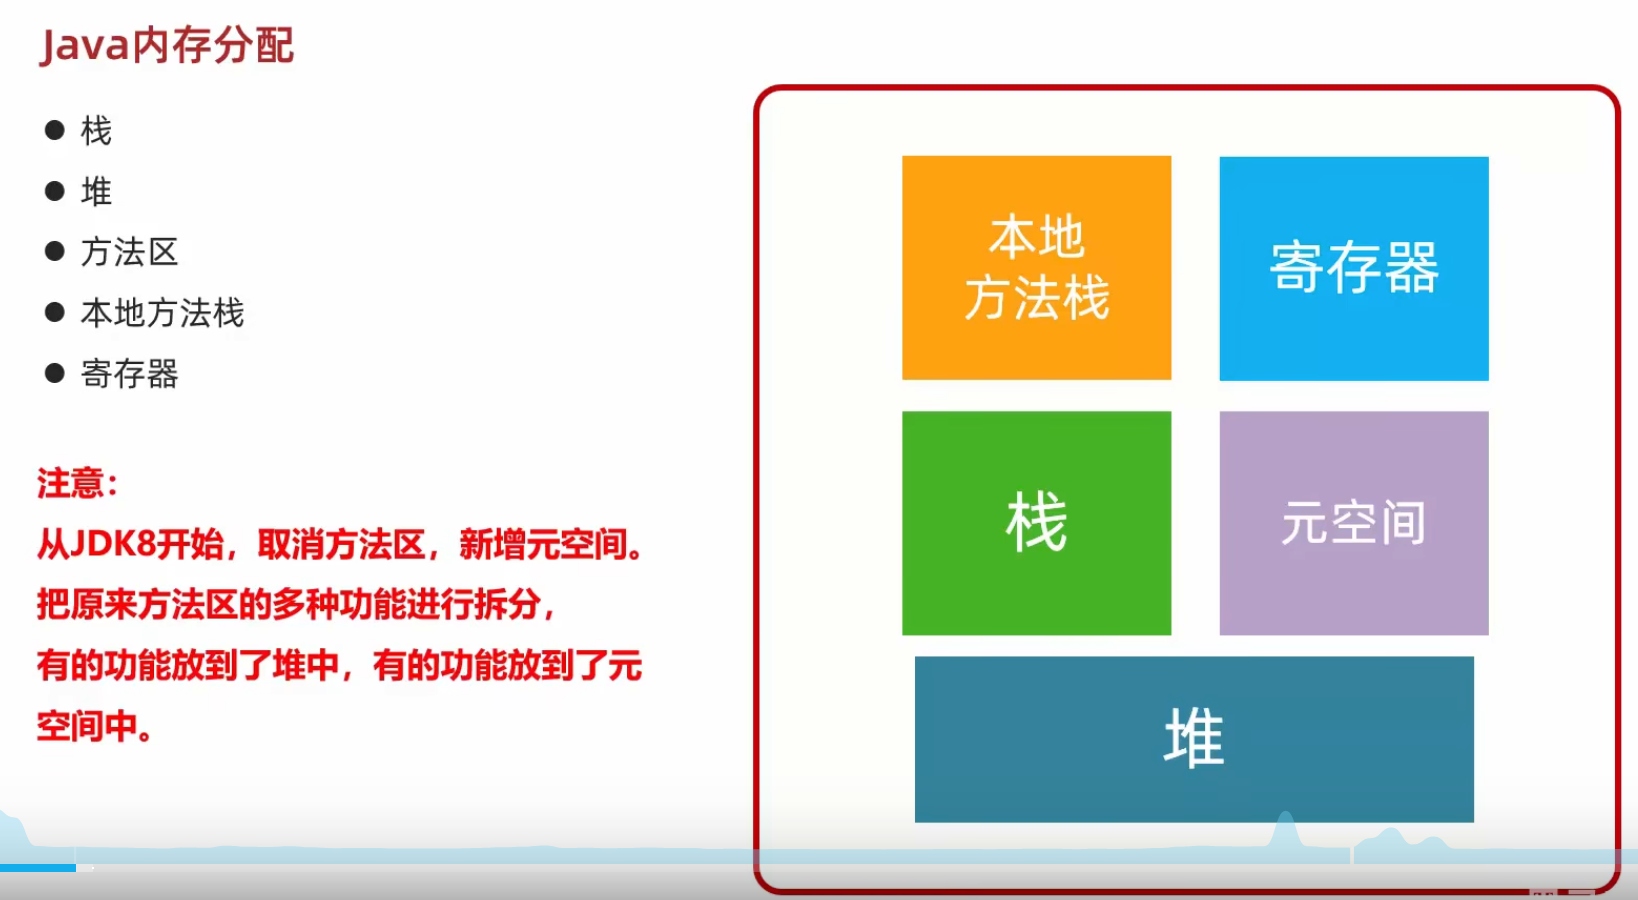 Java内存分配
栈
堆
方法区
本地方法栈
寄存器
注意：
从JDK8开始，取消方法区，新增元空间。
把原来方法区的多种功能进行拆分，
有的功能放到了堆中，有的功能放到了元
空间中。
本地
方法栈
寄存器
栈
元空间
堆